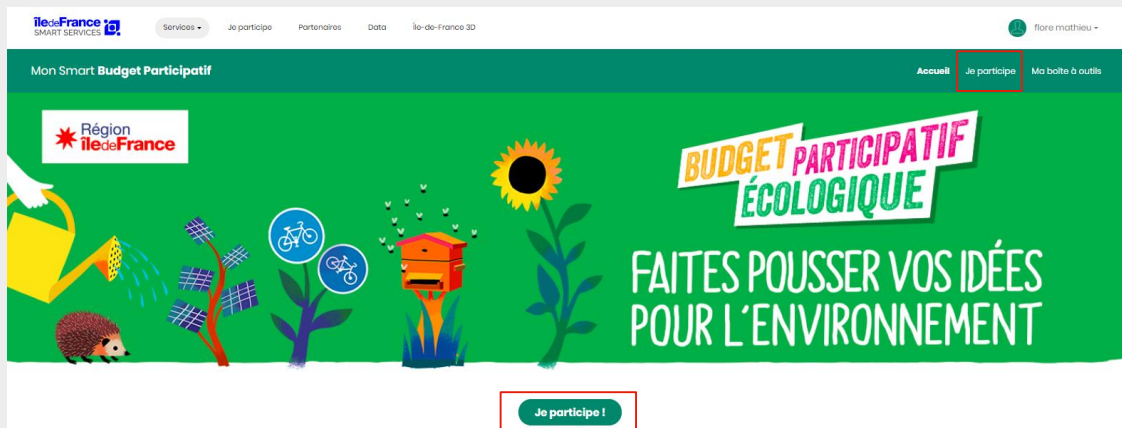 îledeFrance
SMART SERVICES
Services
Je participe
Partenaires
Data
Île-de-France 3D
flore mathieu
Mon Smart Budget Participatif
Accueil
Je participe
Ma boîte à outils
Région
îledeFrance
BUDGET PARTICIPATIF
ÉCOLOGIQUE
FAITES POUSSER VOS IDÉES
POUR L'ENVIRONNEMENT
Je participe !